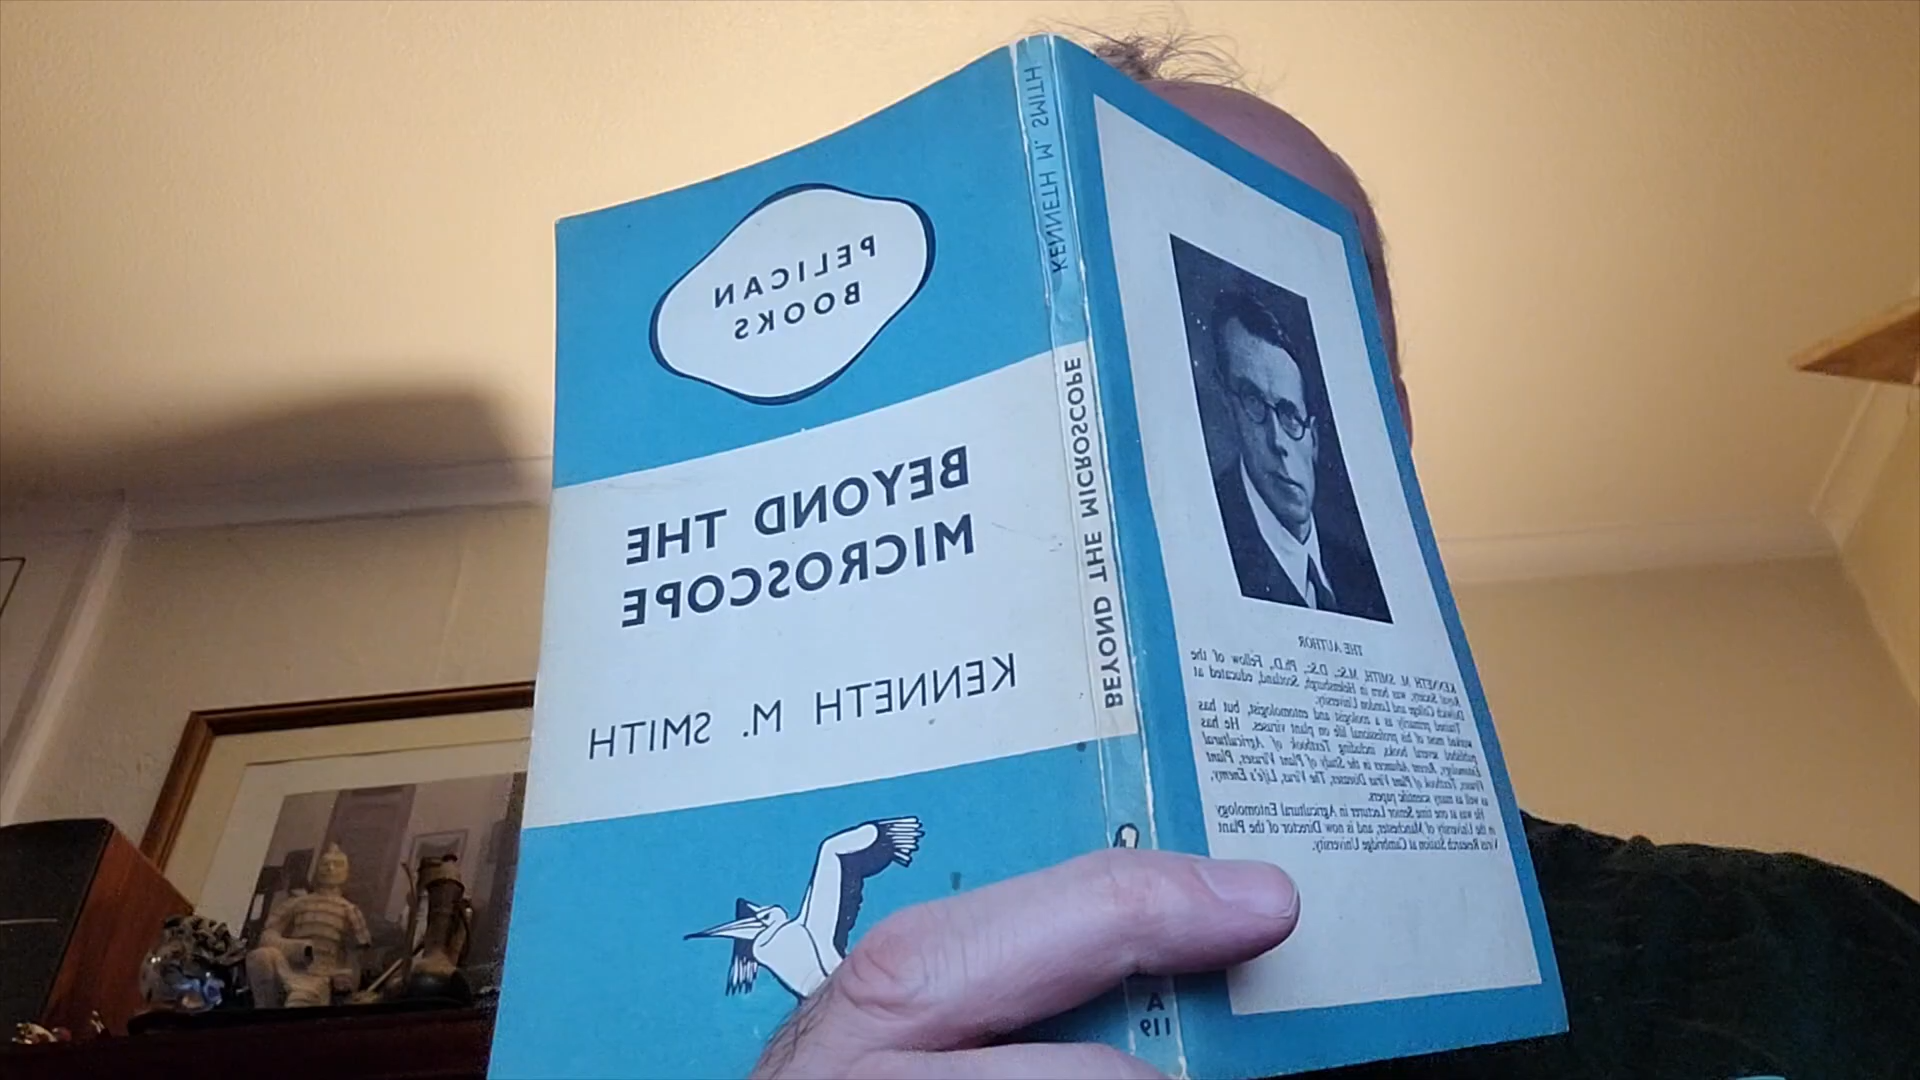 PELICAN
BOOKS
BEYOND THE
MICROSCOPE
KENNETH M. SMITH
KENNETH M. SMITH
BEYOND THE MICROSCOPE
A
119
THE AUTHOR
KENNETH M. SMITH, M.Sc., D.Sc., Ph.D., Fellow of the
Royal Society, was born in Helensburgh, Scotland, educated at
Dulwich College and London University.
Trained primarily as a zoologist and entomologist, but has
worked most of his professional life on plant viruses. He has
published several books, including Textbook of Agricultural
Entomology, Recent Advances in the Study of Plant Viruses, Plant
Viruses, Textbook of Plant Virus Diseases, The Virus, Life's Enemy,
as well as many scientific papers.
He was at one time Senior Lecturer in Agricultural Entomology
in the University of Manchester, and is now Director of the Plant
Virus Research Station at Cambridge University.